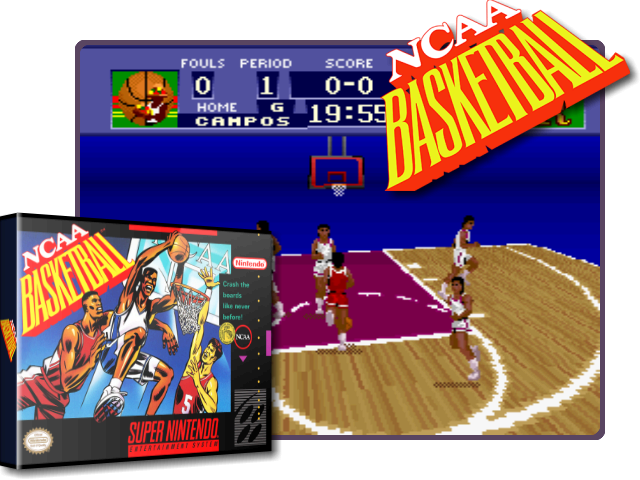 NCAA
BASKETBALL
FOULS PERIOD SCORE
0 1 0-0
HOME G
CAMPOS 19:55
NCAA
BASKETBALL
Nintendo
Crash the
boards
like never
before!
NCAA
5
SUPER NINTENDO
ENTERTAINMENT SYSTEM